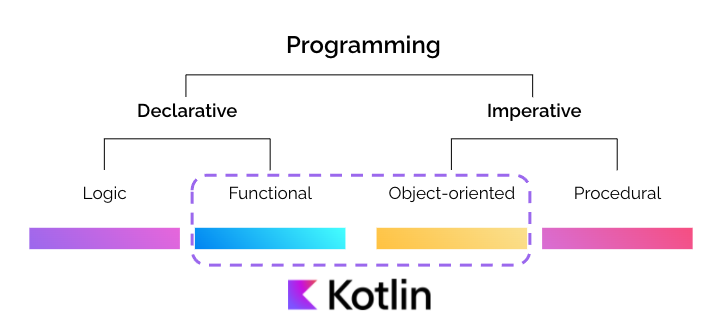 Programming
Declarative Imperative
Logic Functional Object-oriented Procedural
Kotlin